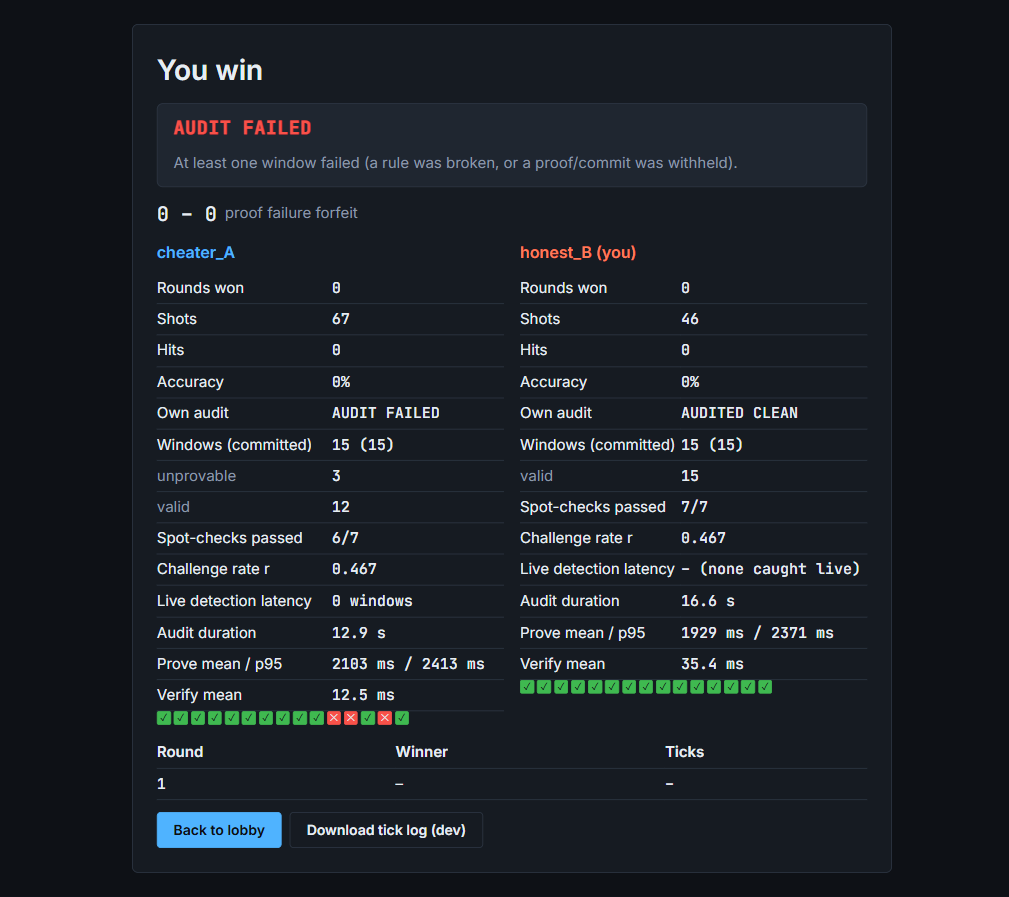 You win
AUDIT FAILED
At least one window failed (a rule was broken, or a proof/commit was withheld).
0 – 0 proof failure forfeit
cheater_A
Rounds won 0
Shots 67
Hits 0
Accuracy 0%
Own audit AUDIT FAILED
Windows (committed) 15 (15)
unprovable 3
valid 12
Spot-checks passed 6/7
Challenge rate r 0.467
Live detection latency 0 windows
Audit duration 12.9 s
Prove mean / p95 2103 ms / 2413 ms
Verify mean 12.5 ms
✓ ✓ ✓ ✓ ✓ ✓ ✓ ✓ ✓ ✓ ✕ ✕ ✓ ✕ ✓
honest_B (you)
Rounds won 0
Shots 46
Hits 0
Accuracy 0%
Own audit AUDITED CLEAN
Windows (committed) 15 (15)
valid 15
Spot-checks passed 7/7
Challenge rate r 0.467
Live detection latency – (none caught live)
Audit duration 16.6 s
Prove mean / p95 1929 ms / 2371 ms
Verify mean 35.4 ms
✓ ✓ ✓ ✓ ✓ ✓ ✓ ✓ ✓ ✓ ✓ ✓ ✓ ✓ ✓
Round Winner Ticks
1 – –
Back to lobby
Download tick log (dev)